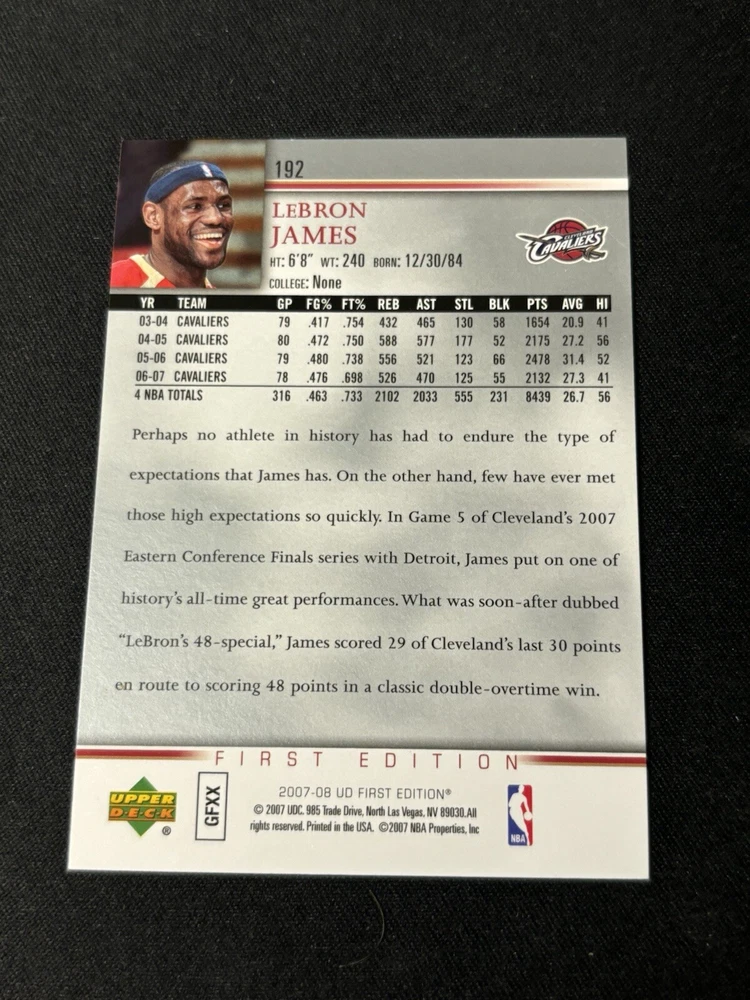 192
LEBRON
JAMES
HT: 6'8" WT: 240 BORN: 12/30/84
COLLEGE: None
CLEVELAND
CAVALIERS
YR TEAM GP FG% FT% REB AST STL BLK PTS AVG HI
03-04 CAVALIERS 79 .417 .754 432 465 130 58 1654 20.9 41
04-05 CAVALIERS 80 .472 .750 588 577 177 52 2175 27.2 56
05-06 CAVALIERS 79 .480 .738 556 521 123 66 2478 31.4 52
06-07 CAVALIERS 78 .476 .698 526 470 125 55 2132 27.3 41
4 NBA TOTALS 316 .463 .733 2102 2033 555 231 8439 26.7 56
Perhaps no athlete in history has had to endure the type of
expectations that James has. On the other hand, few have ever met
those high expectations so quickly. In Game 5 of Cleveland's 2007
Eastern Conference Finals series with Detroit, James put on one of
history's all-time great performances. What was soon-after dubbed
"LeBron's 48-special," James scored 29 of Cleveland's last 30 points
en route to scoring 48 points in a classic double-overtime win.
FIRST EDITION
UPPER
DECK
®
GFXX
2007-08 UD FIRST EDITION®
© 2007 UDC. 985 Trade Drive, North Las Vegas, NV 89030. All
rights reserved. Printed in the USA. ©2007 NBA Properties, Inc
NBA